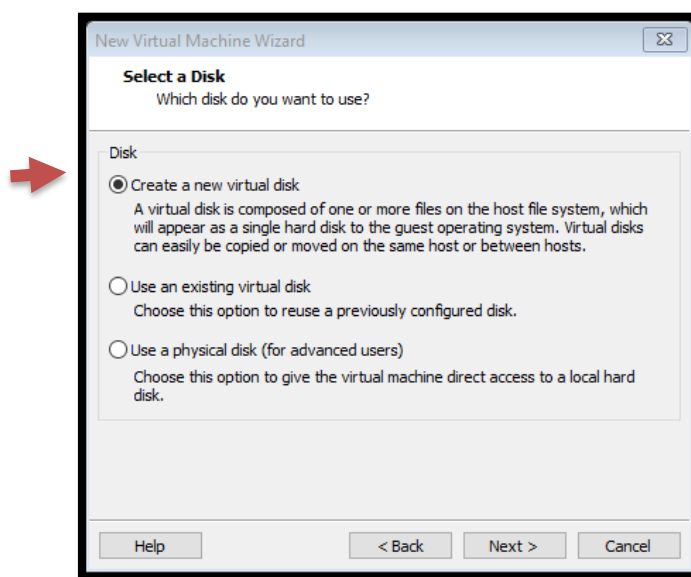 New Virtual Machine Wizard
Select a Disk
Which disk do you want to use?
Disk
Create a new virtual disk
A virtual disk is composed of one or more files on the host file system, which
will appear as a single hard disk to the guest operating system. Virtual disks
can easily be copied or moved on the same host or between hosts.
Use an existing virtual disk
Choose this option to reuse a previously configured disk.
Use a physical disk (for advanced users)
Choose this option to give the virtual machine direct access to a local hard
disk.
Help
< Back
Next >
Cancel